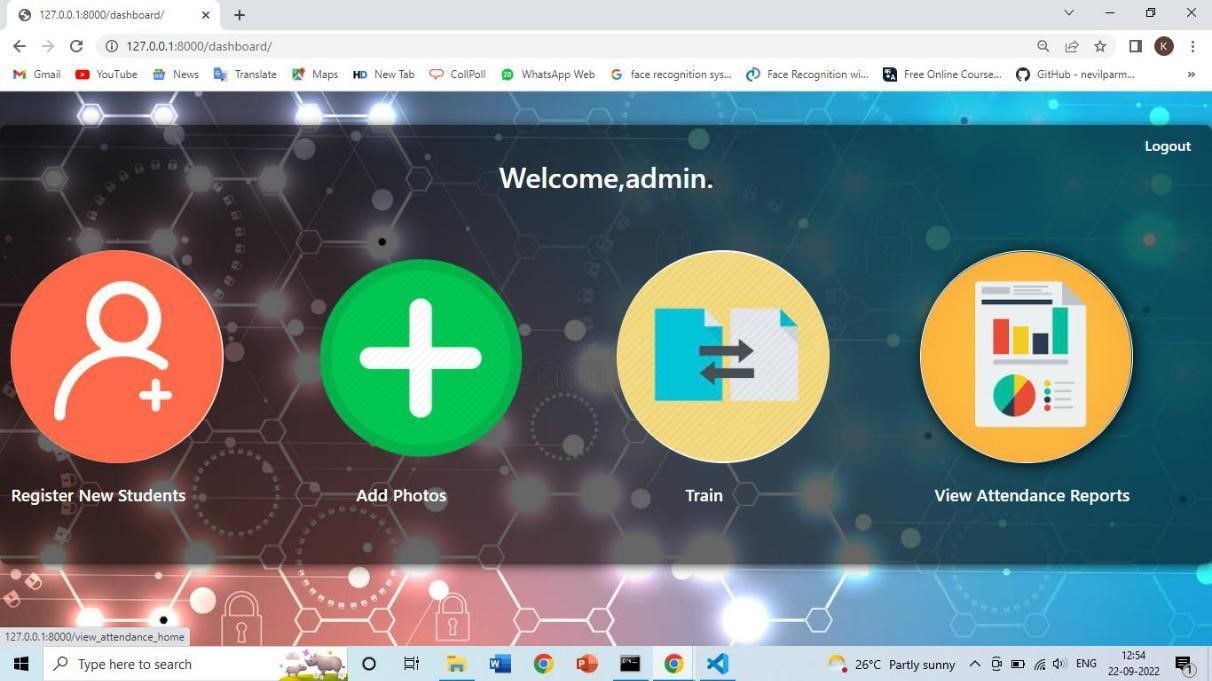 127.0.0.1:8000/dashboard/
127.0.0.1:8000/dashboard/
K
Gmail YouTube News Translate Maps HD New Tab CollPoll WhatsApp Web face recognition sys... Face Recognition wi... Free Online Course... GitHub - nevilparm... »
Logout
Welcome,admin.
Register New Students Add Photos Train View Attendance Reports
127.0.0.1:8000/view_attendance_home
Type here to search
26°C Partly sunny ENG 12:54
22-09-2022
1